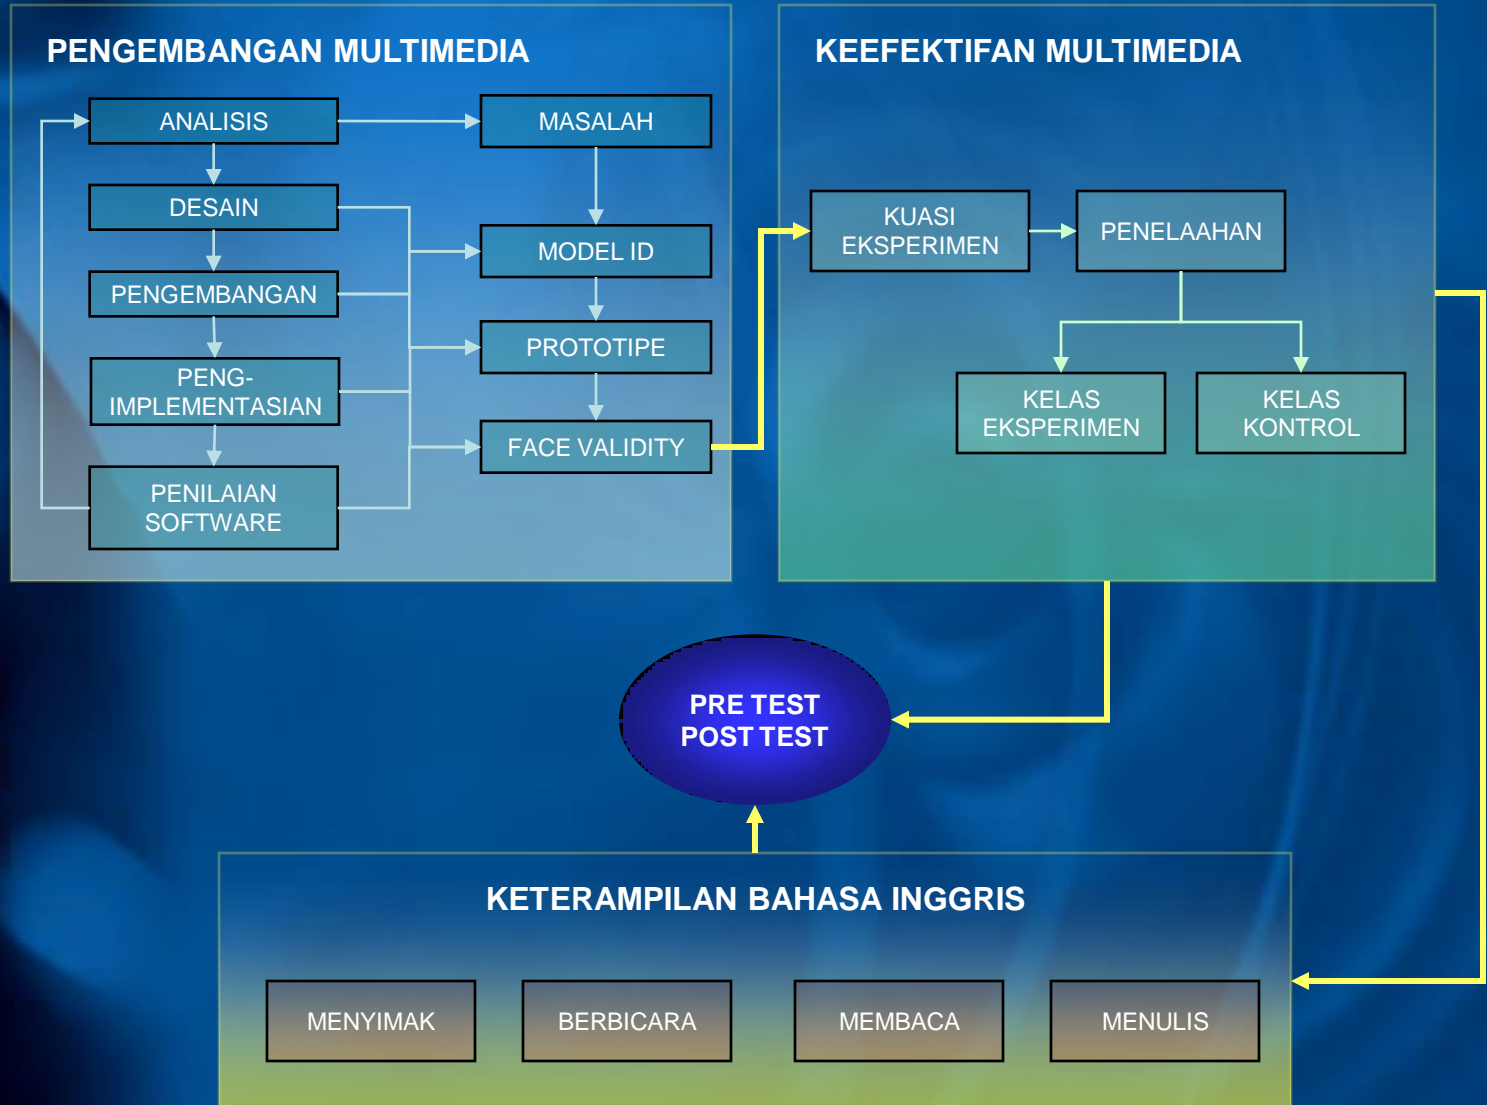 PENGEMBANGAN MULTIMEDIA
ANALISIS
MASALAH
DESAIN
MODEL ID
PENGEMBANGAN
PROTOTIPE
PENG-
IMPLEMENTASIAN
FACE VALIDITY
PENILAIAN
SOFTWARE
KEEFEKTIFAN MULTIMEDIA
KUASI
EKSPERIMEN
PENELAAHAN
KELAS
EKSPERIMEN
KELAS
KONTROL
PRE TEST
POST TEST
KETERAMPILAN BAHASA INGGRIS
MENYIMAK
BERBICARA
MEMBACA
MENULIS